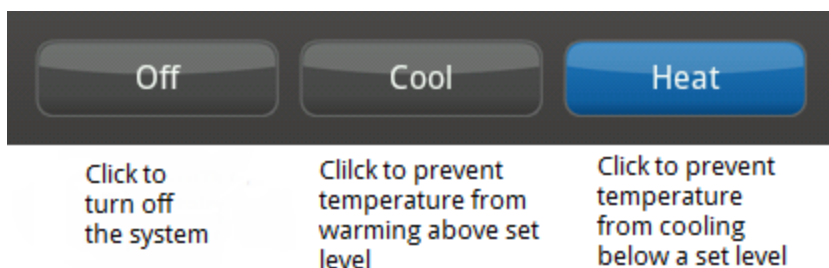 Off
Cool
Heat
Click to
turn off
the system
Clilck to prevent
temperature from
warming above set
level
Click to prevent
temperature
from cooling
below a set level